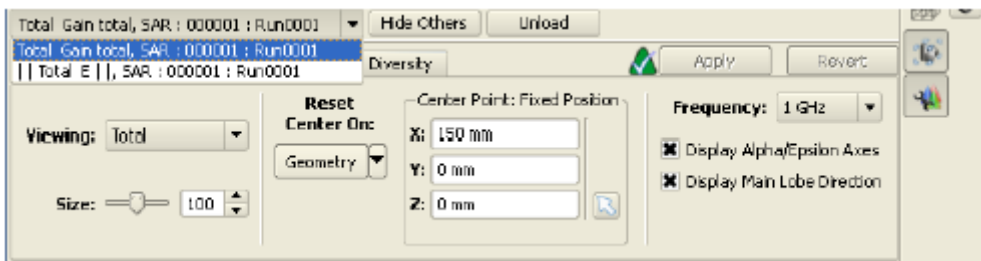 Total Gain total, SAR : 000001 : Run0001 Hide Others Unload
Total Gain total, SAR : 000001 : Run0001
|| Total E ||, SAR : 000001 : Run0001
Diversity Apply Revert
Reset Center On: Center Point: Fixed Position Frequency: 1 GHz
Viewing: Total X: 150 mm
Geometry Y: 0 mm Display Alpha/Epsilon Axes
Size: 100 Z: 0 mm Display Main Lobe Direction